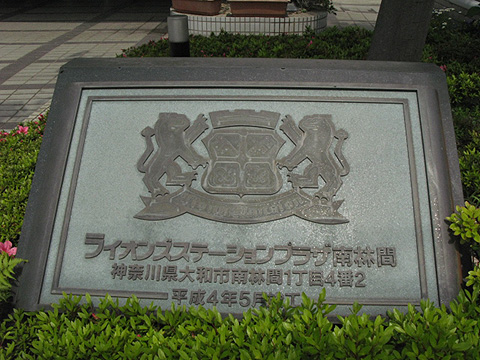 ライオンズステーションプラザ南林間
神奈川県大和市南林間1丁目4番2
平成4年5月